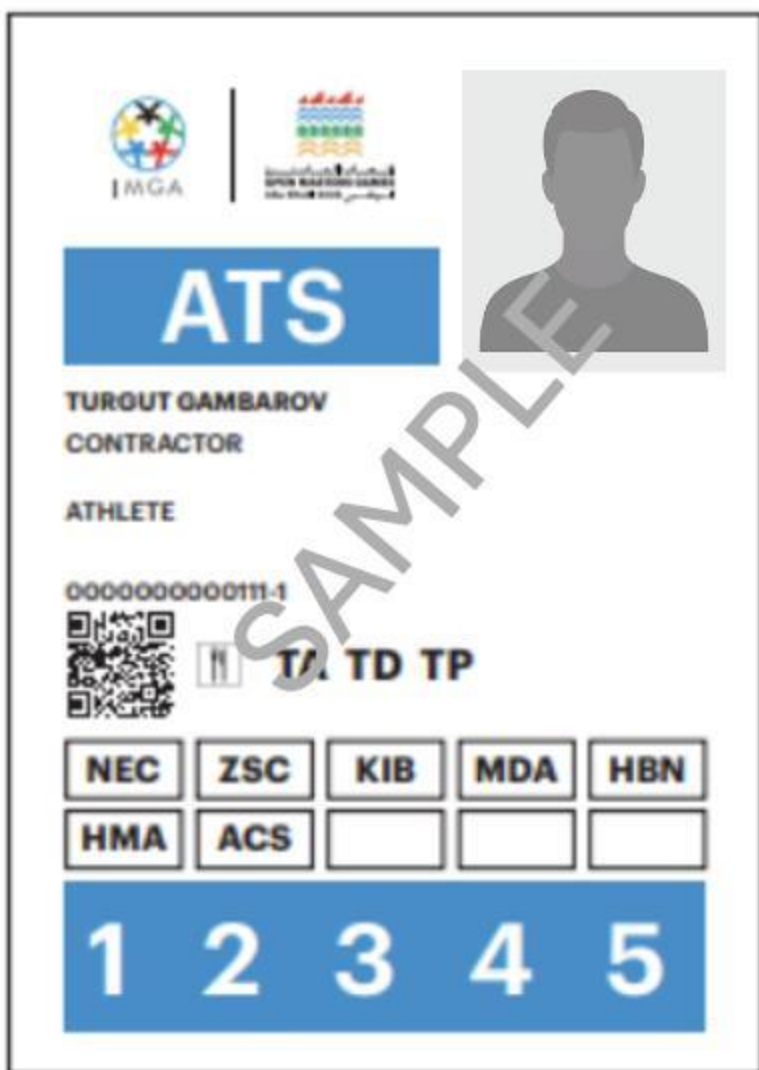 IMGA
OPEN MASTERS GAMES
ATS
TURGUT GAMBAROV
CONTRACTOR
ATHLETE
0000000000111-1
TA TD TP
SAMPLE
NEC ZSC KIB MDA HBN
HMA ACS
1 2 3 4 5